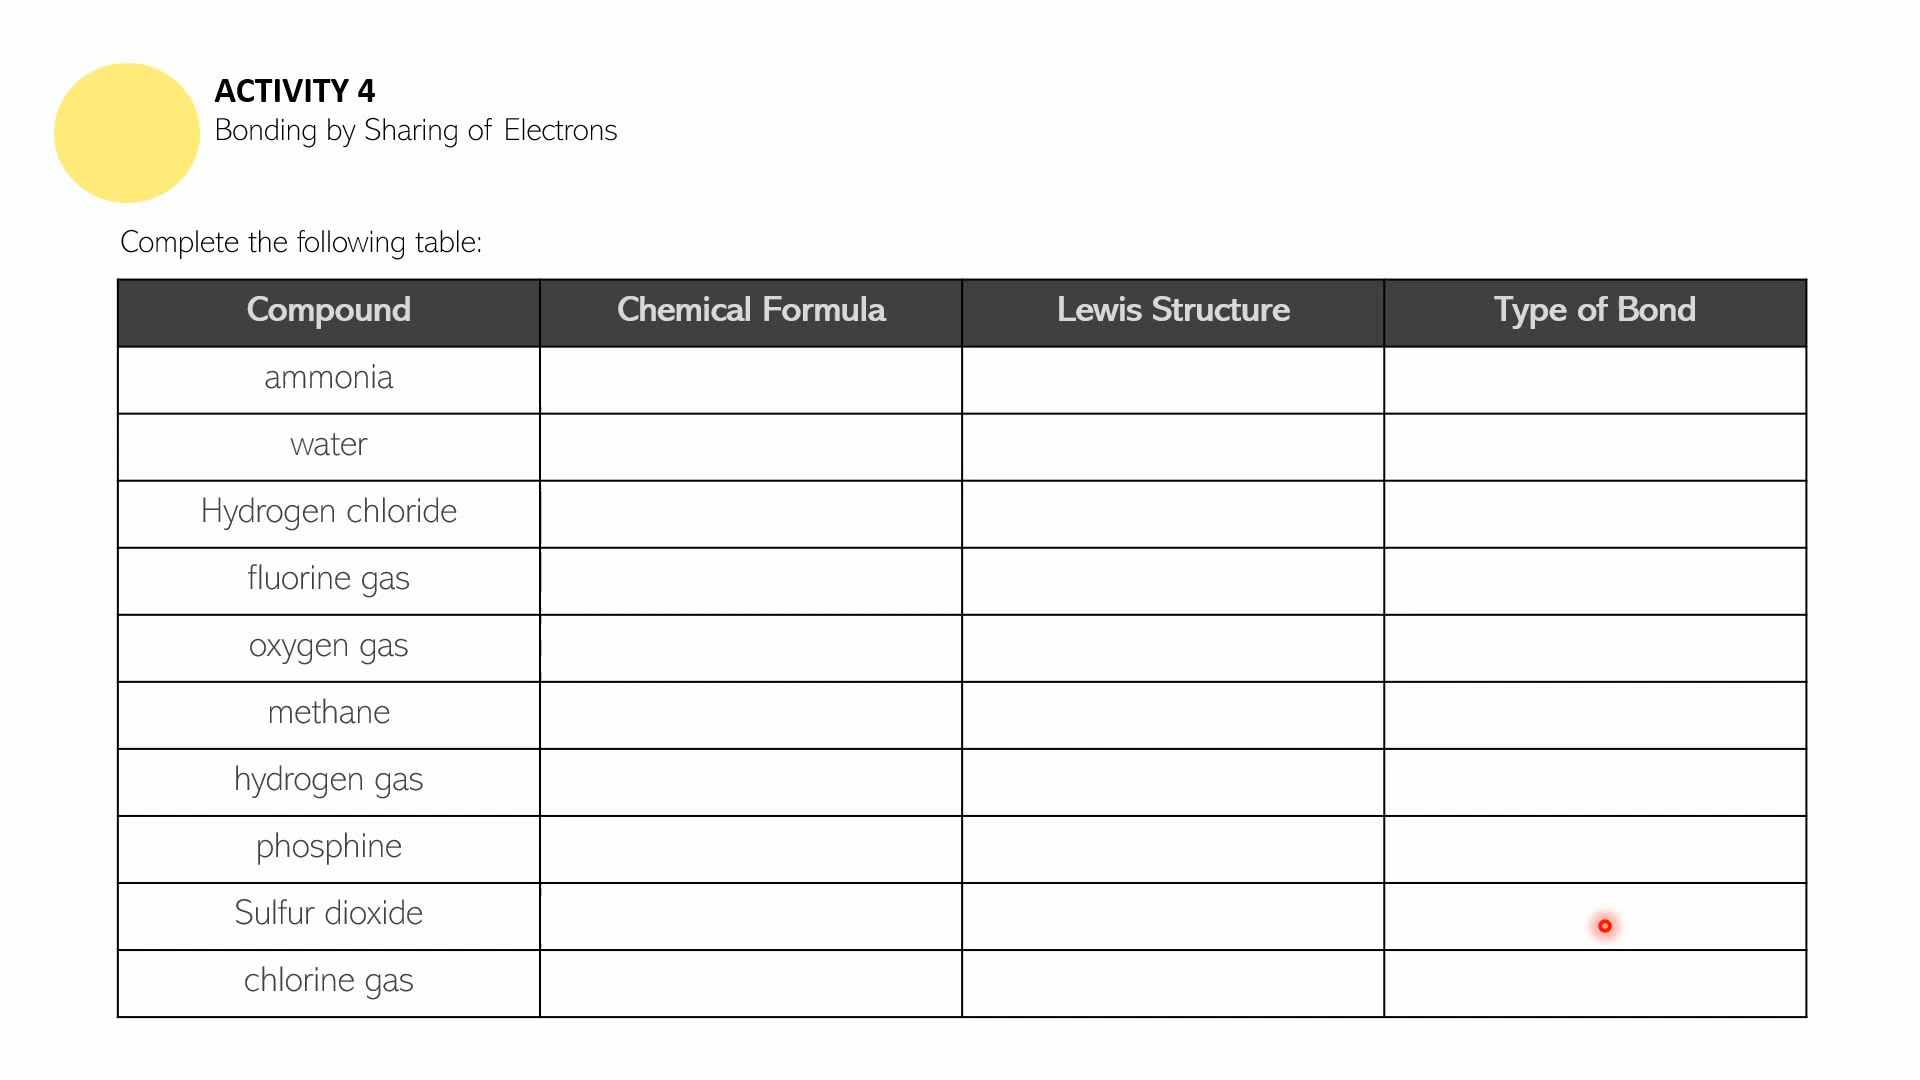 ACTIVITY 4
Bonding by Sharing of Electrons
Complete the following table:
Compound Chemical Formula Lewis Structure Type of Bond
ammonia
water
Hydrogen chloride
fluorine gas
oxygen gas
methane
hydrogen gas
phosphine
Sulfur dioxide
chlorine gas